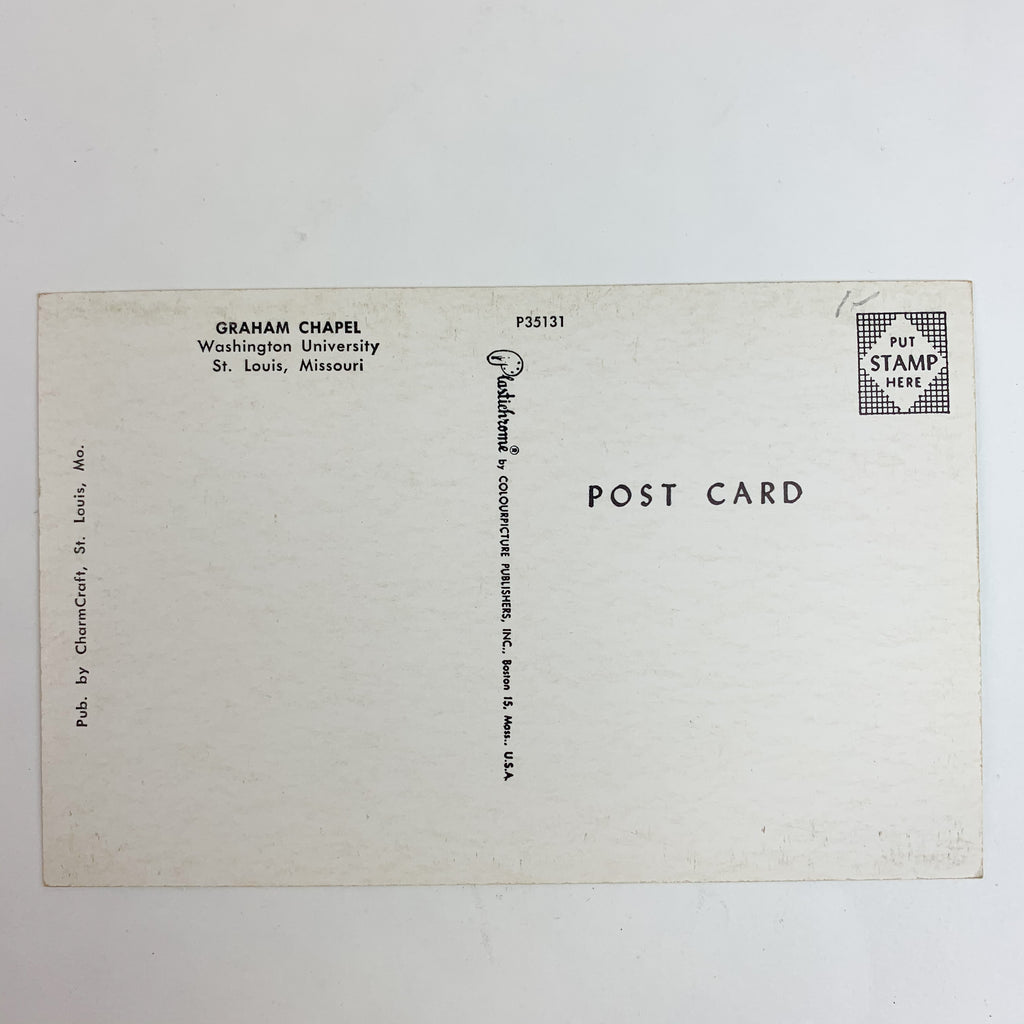 GRAHAM CHAPEL
Washington University
St. Louis, Missouri
P35131
PUT
STAMP
HERE
Pub. by CharmCraft, St. Louis, Mo.
Plastichrome® by COLOURPICTURE PUBLISHERS, INC., Boston 15, Mass., U.S.A.
POST CARD